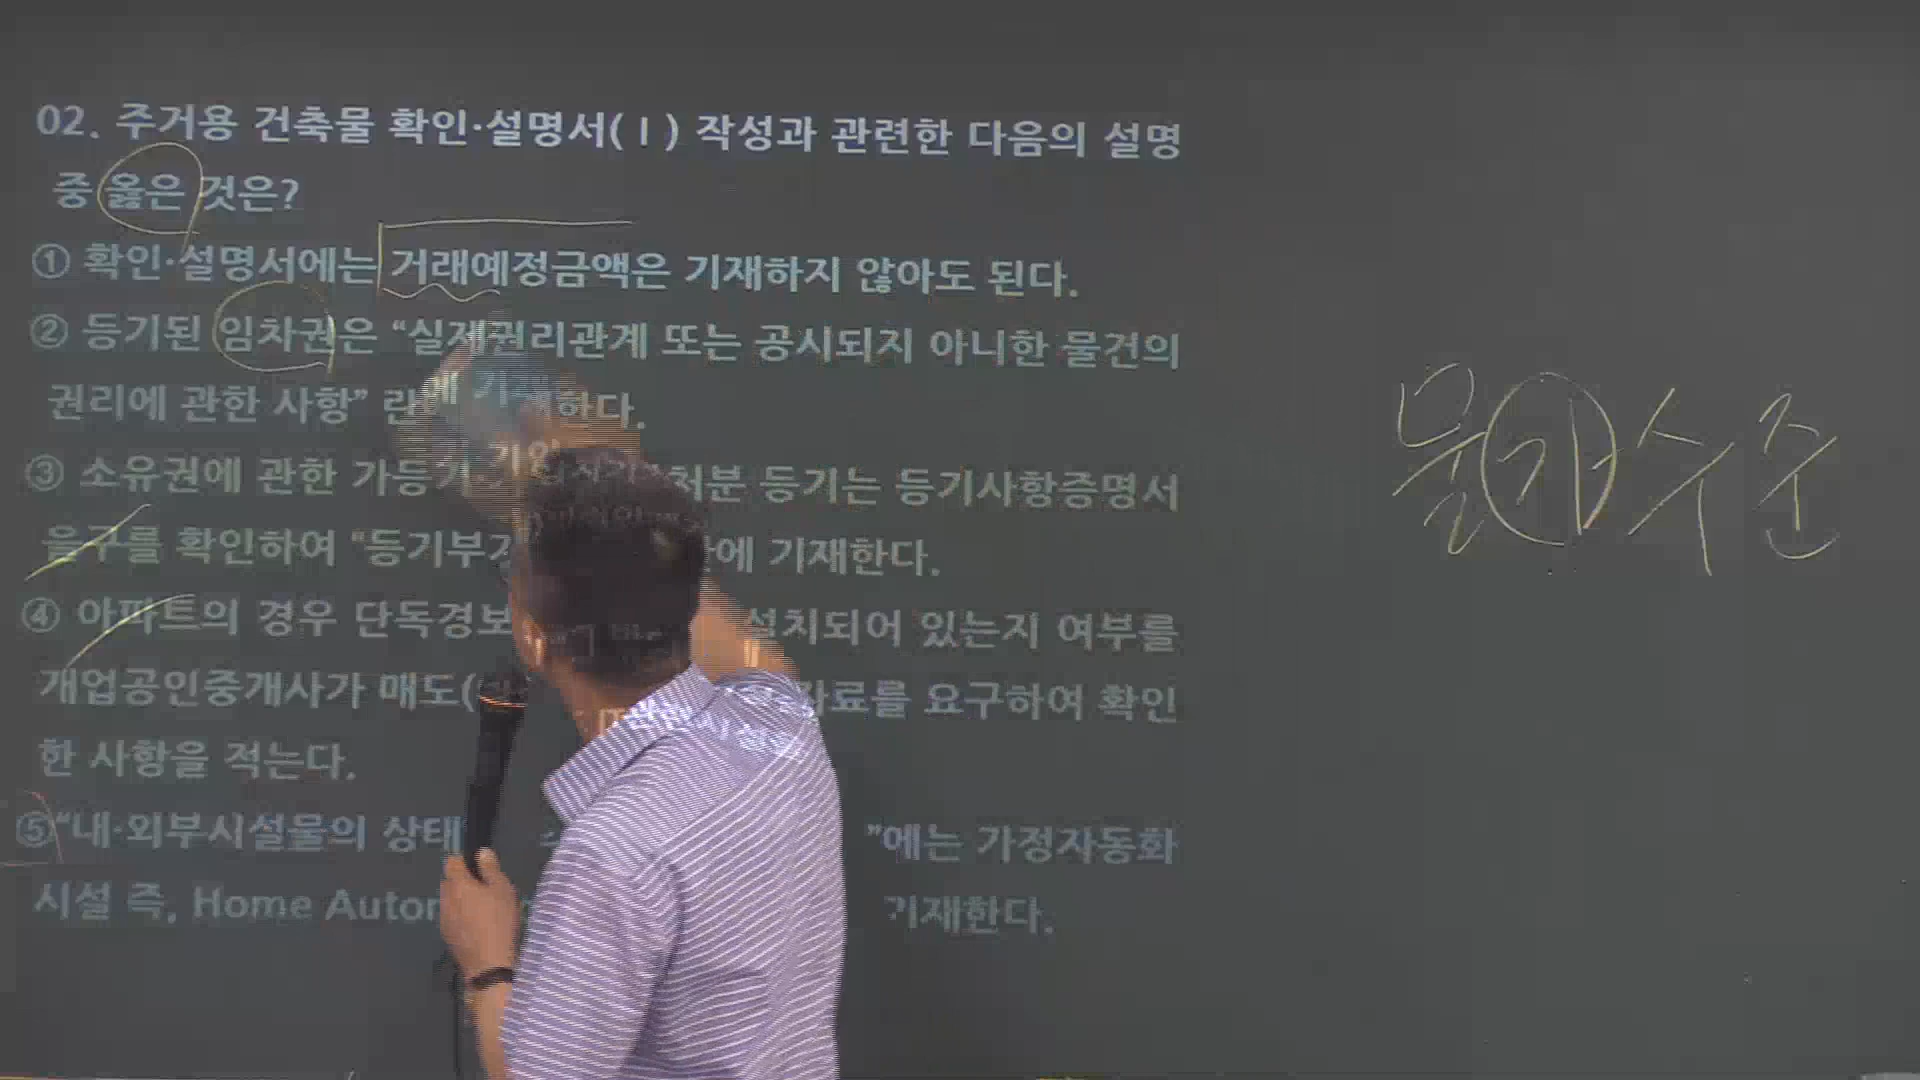 02. 주거용 건축물 확인·설명서(Ⅰ) 작성과 관련한 다음의 설명
중 옳은 것은?
① 확인·설명서에는 거래예정금액은 기재하지 않아도 된다.
② 등기된 임차권은 “실제권리관계 또는 공시되지 아니한 물건의
권리에 관한 사항” 란에 기재한다.
③ 소유권에 관한 가등기 처분 등기는 등기사항증명서
을구를 확인하여 “등기부기 란에 기재한다.
④ 아파트의 경우 단독경보 설치되어 있는지 여부를
개업공인중개사가 매도( 자료를 요구하여 확인
한 사항을 적는다.
⑤ “내·외부시설물의 상태 ”에는 가정자동화
시설 즉, Home Auto 기재한다.
물가수준